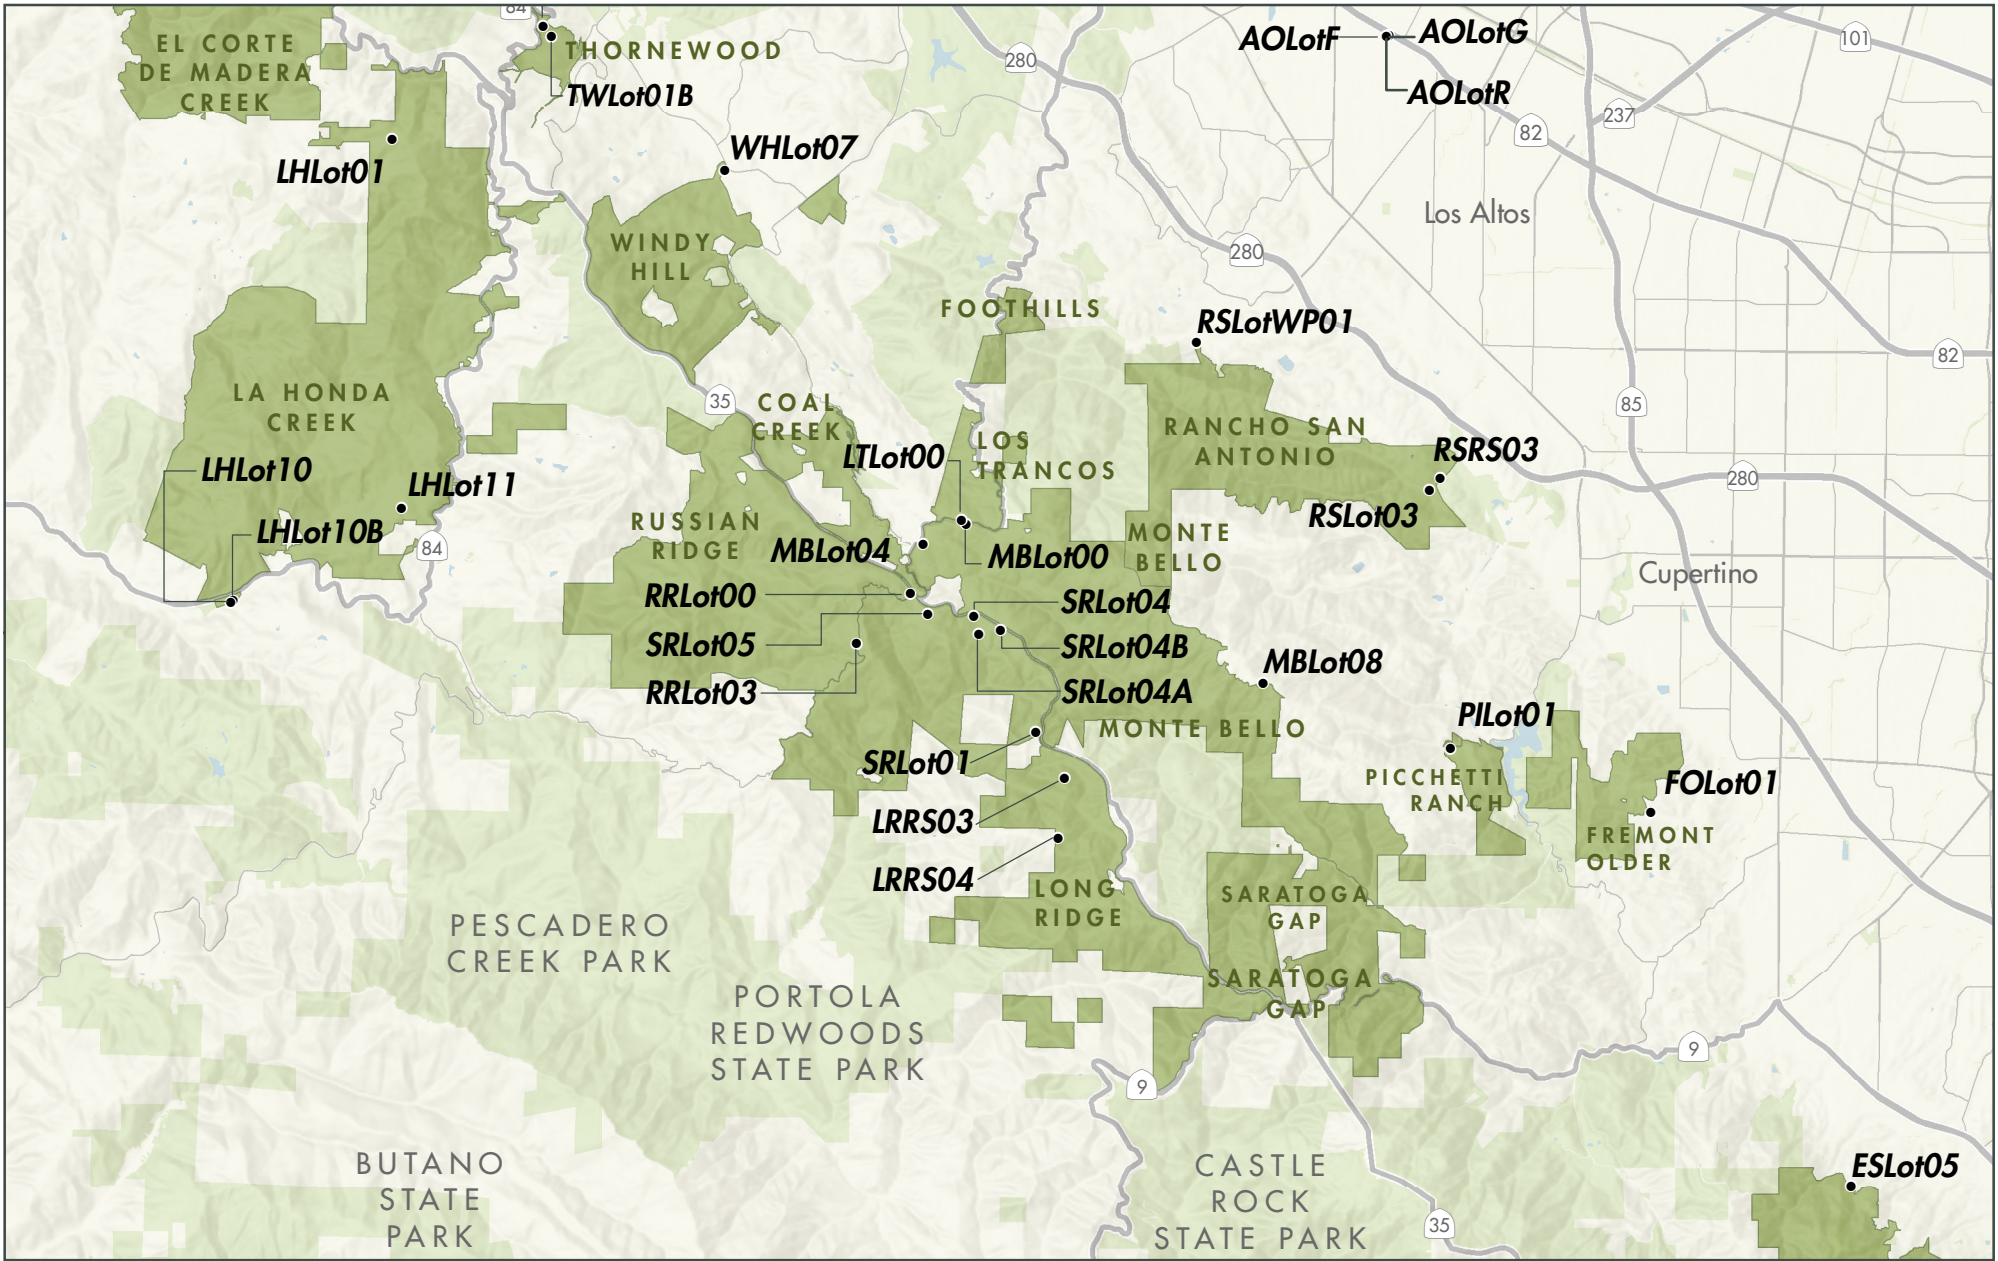 84
EL CORTE
DE MADERA
CREEK
THORNEWOOD
TWLot01B
280
AOLotF
AOLotG
AOLotR
101
237
82
LHLot01
WHLot07
Los Altos
WINDY
HILL
280
FOOTHILLS
RSLotWP01
82
LA HONDA
CREEK
35
COAL
CREEK
85
LHLot10
LHLot11
LHLot10B
84
LTLot00
LOS
TRANCOS
RANCHO SAN
ANTONIO
RSRS03
RSLot03
280
RUSSIAN
RIDGE
MBLot04
MBLot00
MONTE
BELLO
Cupertino
RRLot00
SRLot04
SRLot05
SRLot04B
RRLot03
SRLot04A
MBLot08
MONTE BELLO
PILot01
SRLot01
PICCHETTI
RANCH
FOLot01
LRRS03
FREMONT
OLDER
LRRS04
LONG
RIDGE
SARATOGA
GAP
PESCADERO
CREEK PARK
SARATOGA
GAP
PORTOLA
REDWOODS
STATE PARK
9
9
BUTANO
STATE
PARK
CASTLE
ROCK
STATE PARK
35
ESLot05